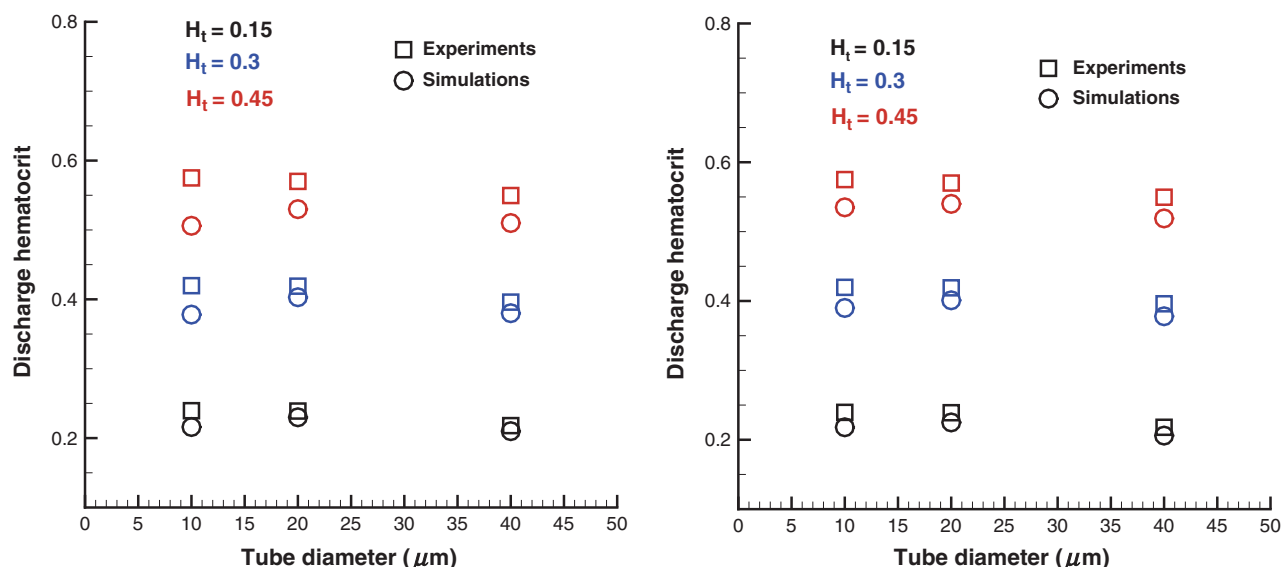 0.8
H_t = 0.15
H_t = 0.3
H_t = 0.45
Experiments
Simulations
0.6
0.4
0.2
Discharge hematocrit
0 5 10 15 20 25 30 35 40 45 50
Tube diameter (μm)
0.8
H_t = 0.15
H_t = 0.3
H_t = 0.45
Experiments
Simulations
0.6
0.4
0.2
Discharge hematocrit
0 5 10 15 20 25 30 35 40 45 50
Tube diameter (μm)